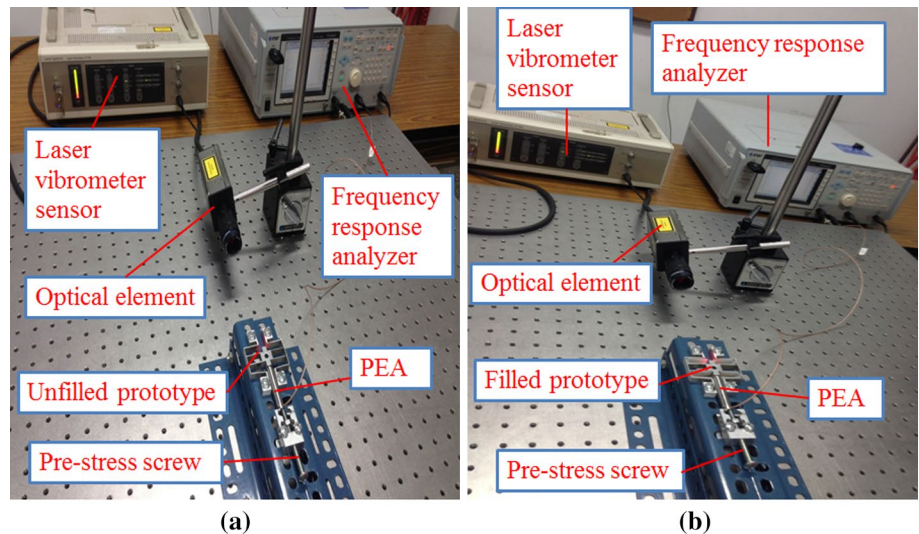 Laser
vibrometer
sensor
Frequency
response
analyzer
Optical element
Unfilled prototype
PEA
Pre-stress screw
(a)
Laser
vibrometer
sensor
Frequency response
analyzer
Optical element
Filled prototype
PEA
Pre-stress screw
(b)